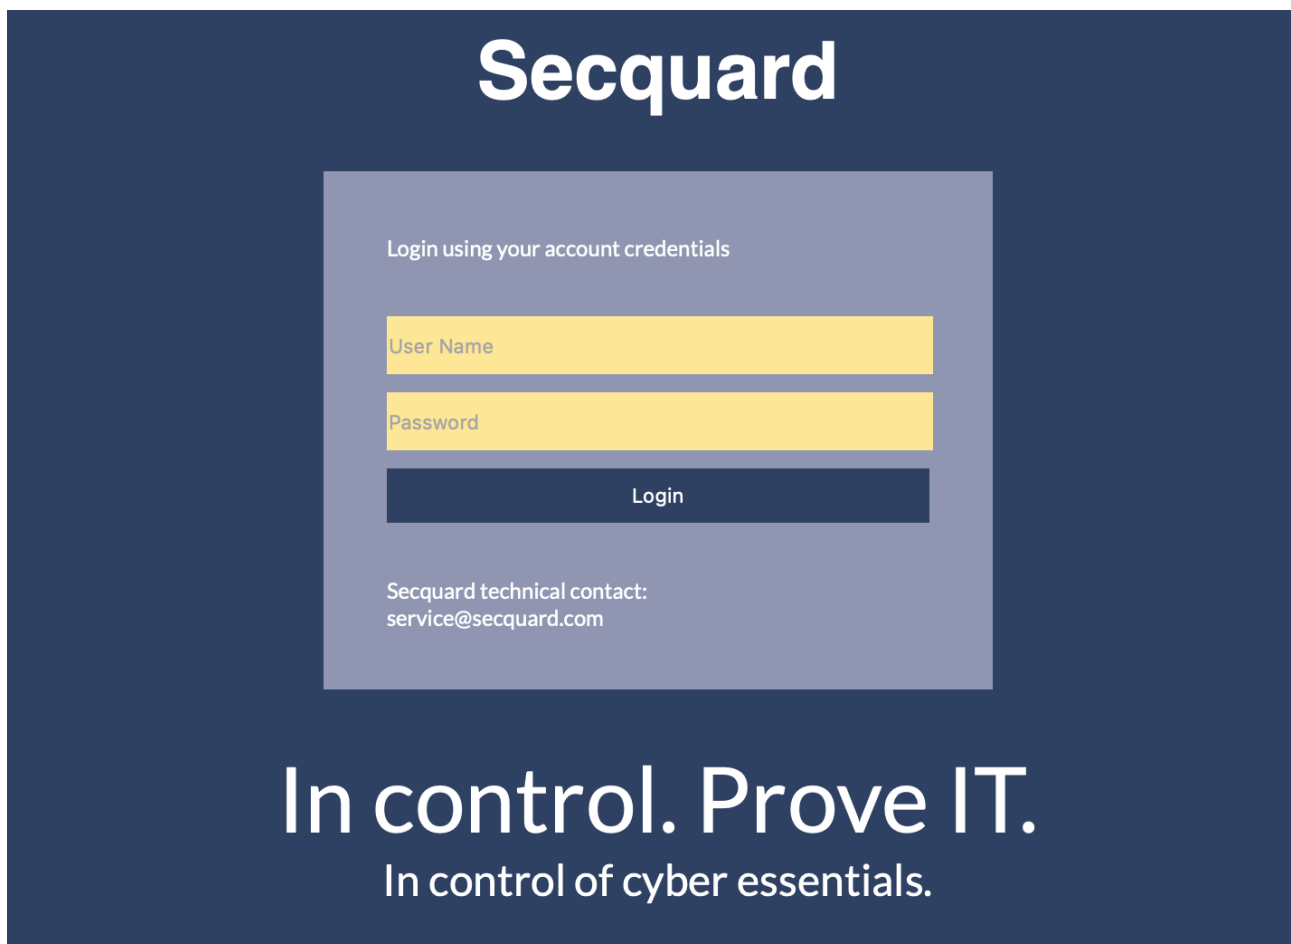 Secquard
Login using your account credentials
User Name
Password
Login
Secquard technical contact:
service@secquard.com
In control. Prove IT.
In control of cyber essentials.